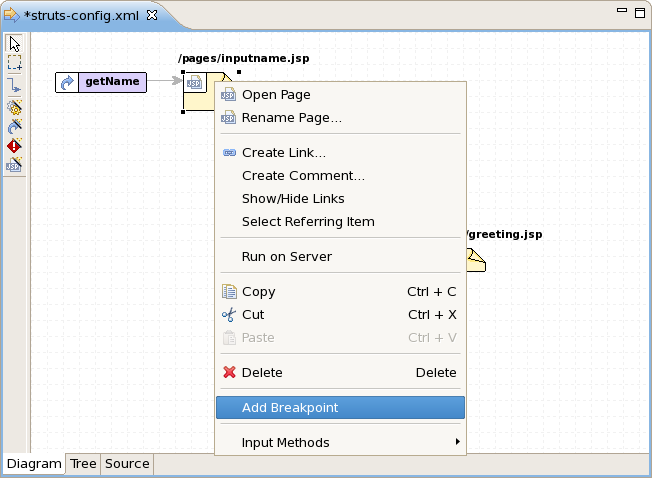 *struts-config.xml
/pages/inputname.jsp
getName
Open Page
Rename Page...
Create Link...
Create Comment...
Show/Hide Links
Select Referring Item
/greeting.jsp
Run on Server
Copy Ctrl + C
Cut Ctrl + X
Paste Ctrl + V
Delete Delete
Add Breakpoint
Input Methods
Diagram Tree Source